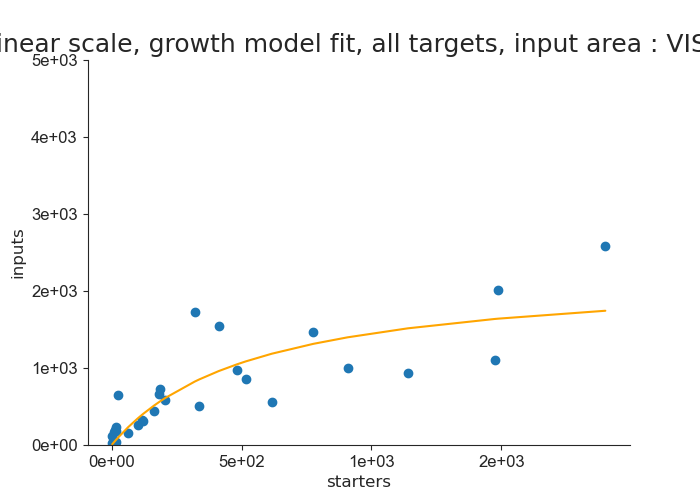 inear scale, growth model fit, all targets, input area : VIS
5e+03
4e+03
3e+03
2e+03
1e+03
0e+00
inputs
0e+00 5e+02 1e+03 2e+03
starters